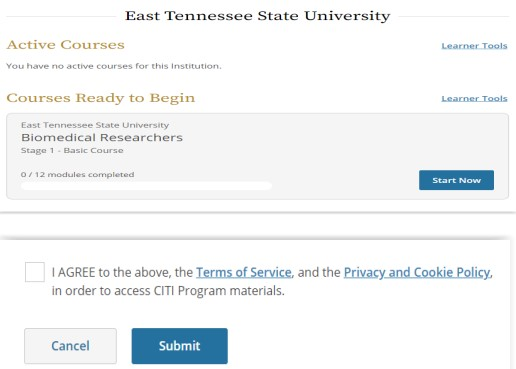 East Tennessee State University
Active Courses
Learner Tools
You have no active courses for this Institution.
Courses Ready to Begin
Learner Tools
East Tennessee State University
Biomedical Researchers
Stage 1 - Basic Course
0 / 12 modules completed
Start Now
I AGREE to the above, the Terms of Service, and the Privacy and Cookie Policy,
in order to access CITI Program materials.
Cancel
Submit